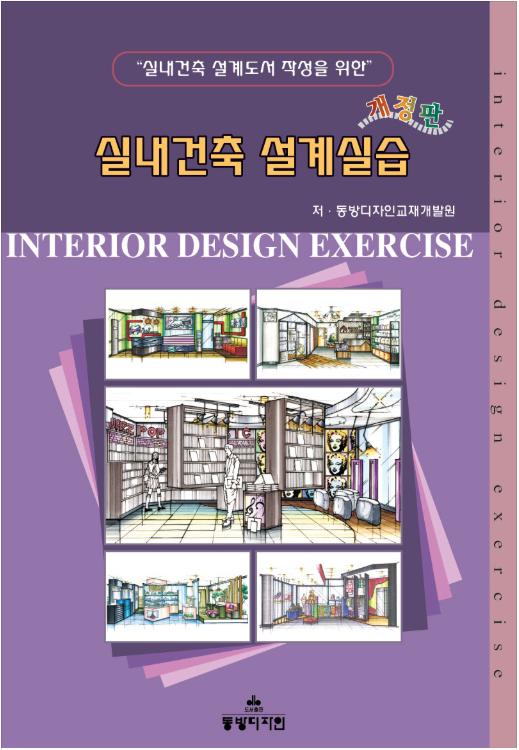 “실내건축 설계도서 작성을 위한”
개정판
실내건축 설계실습
저 · 동방디자인교재개발원
INTERIOR DESIGN EXERCISE
interior design exercise
JAZZ POP
C
도서출판
동방디자인